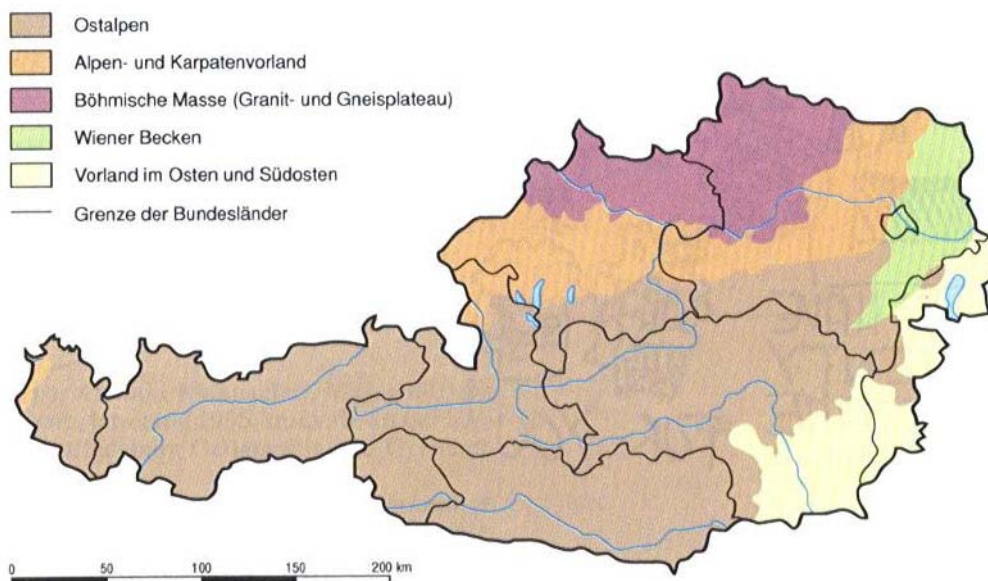 Ostalpen
Alpen- und Karpatenvorland
Böhmische Masse (Granit- und Gneisplateau)
Wiener Becken
Vorland im Osten und Südosten
Grenze der Bundesländer
0 50 100 150 200 km